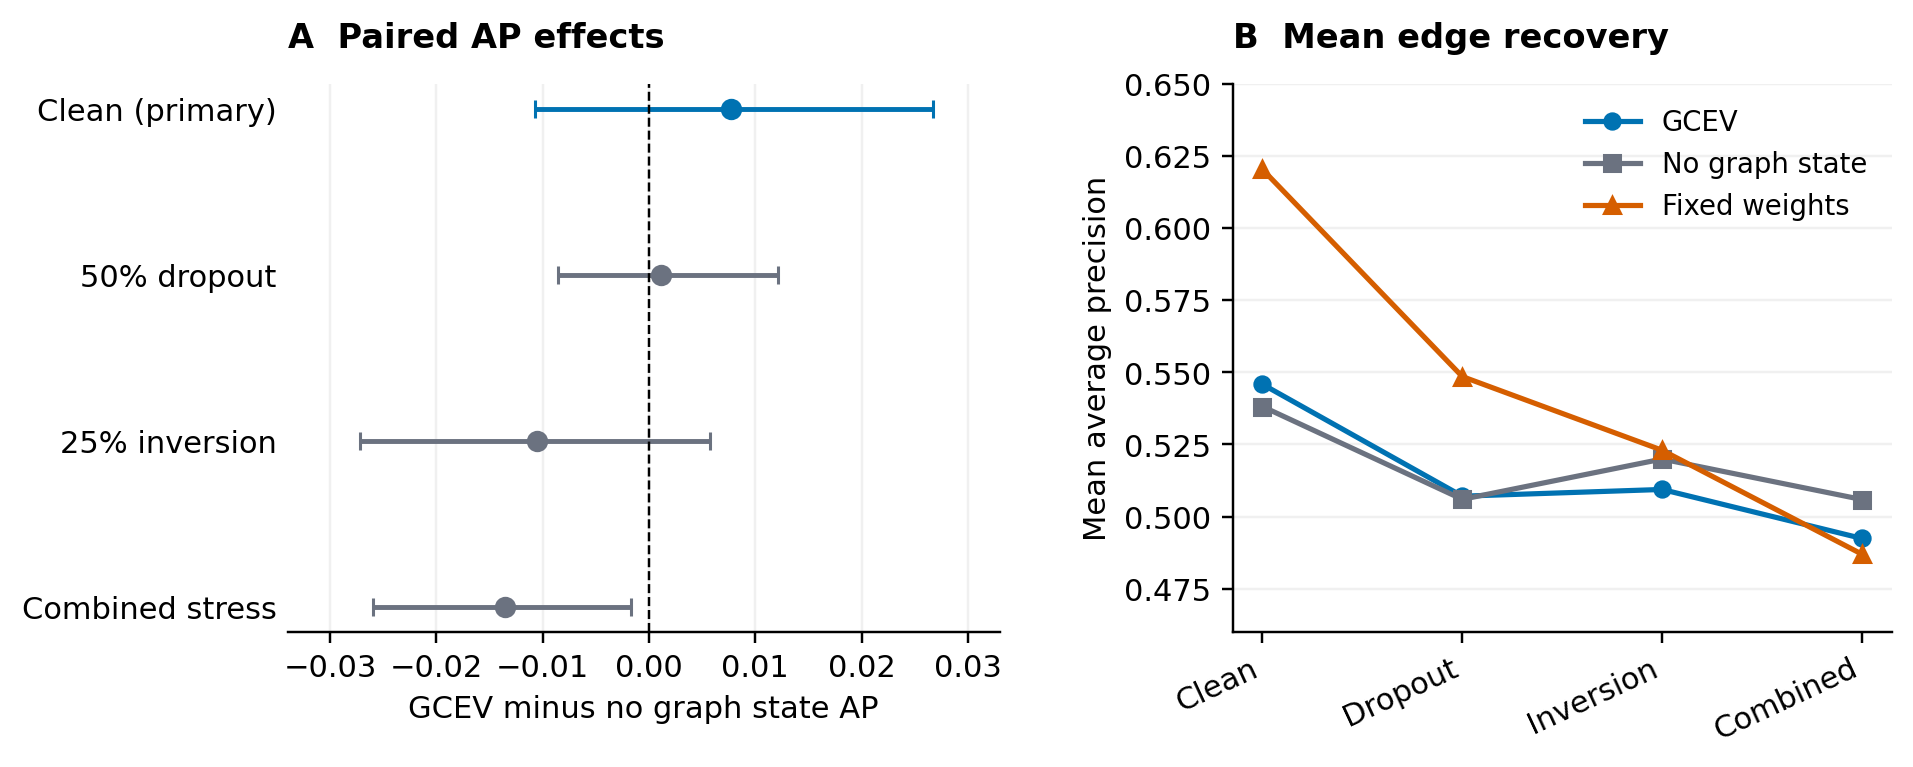 A  Paired AP effects
Clean (primary)
50% dropout
25% inversion
Combined stress
−0.03 −0.02 −0.01 0.00 0.01 0.02 0.03
GCEV minus no graph state AP
B  Mean edge recovery
Mean average precision
0.650
0.625
0.600
0.575
0.550
0.525
0.500
0.475
GCEV
No graph state
Fixed weights
Clean Dropout Inversion Combined